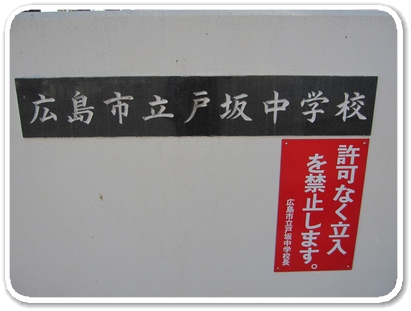 広島市立戸坂中学校
許可なく立入
を禁止します。
広島市立戸坂中学校長